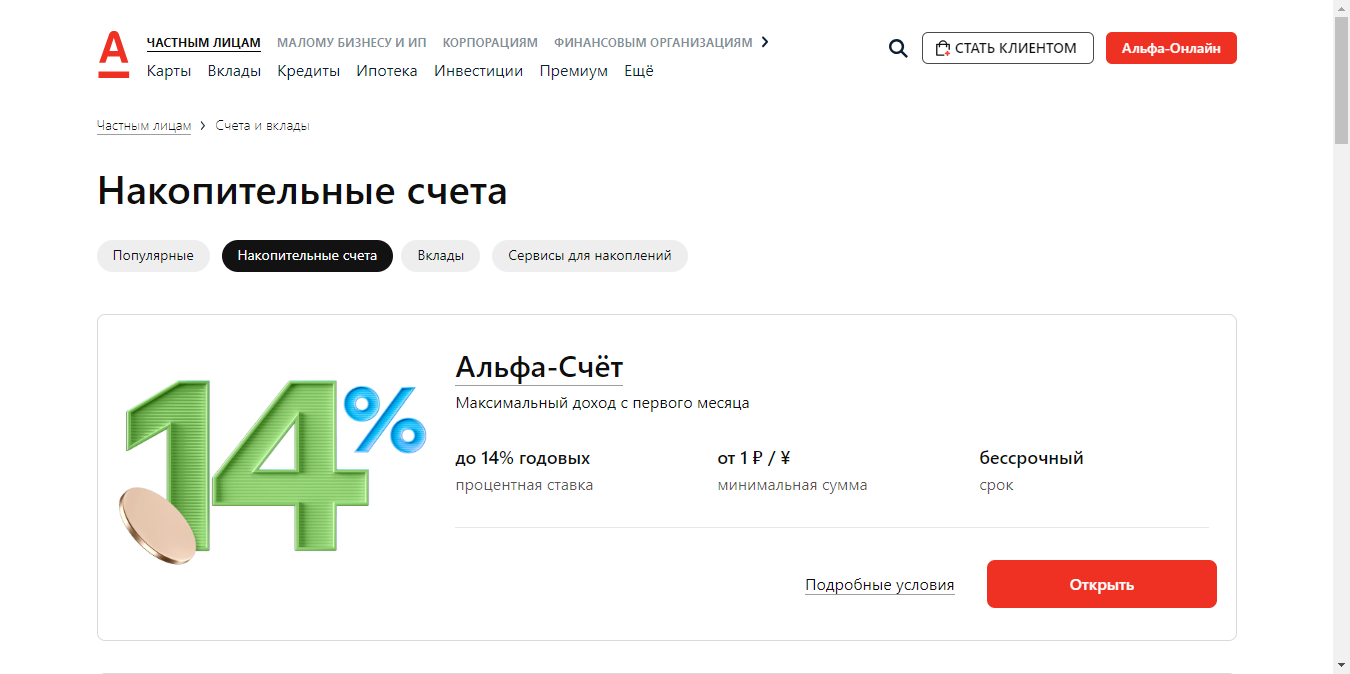 А
ЧАСТНЫМ ЛИЦАМ МАЛОМУ БИЗНЕСУ И ИП КОРПОРАЦИЯМ ФИНАНСОВЫМ ОРГАНИЗАЦИЯМ
СТАТЬ КЛИЕНТОМ Альфа-Онлайн
Карты Вклады Кредиты Ипотека Инвестиции Премиум Ещё
Частным лицам Счета и вклады
Накопительные счета
Популярные Накопительные счета Вклады Сервисы для накоплений
14%
Альфа-Счёт
Максимальный доход с первого месяца
до 14% годовых от 1 ₽ / ¥ бессрочный
процентная ставка минимальная сумма срок
Подробные условия Открыть